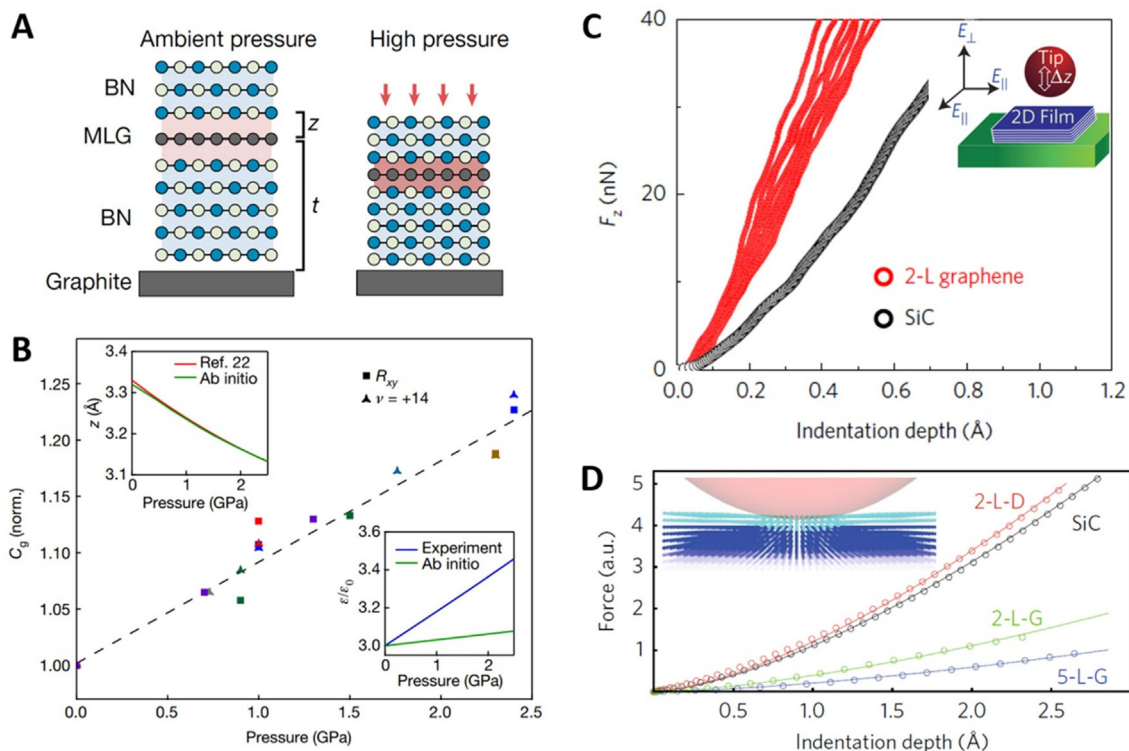 A
Ambient pressure
High pressure
BN
MLG
BN
Graphite
z
t
B
C_g (norm.)
1.25
1.20
1.15
1.10
1.05
1.00
0.0
0.5
1.0
1.5
2.0
2.5
Pressure (GPa)
R_xy
ν = +14
z (Å)
3.4
3.3
3.2
3.1
0
1
2
Pressure (GPa)
Ref. 22
Ab initio
ε/ε₀
3.6
3.4
3.2
3.0
0
1
2
Pressure (GPa)
Experiment
Ab initio
C
F_z (nN)
40
20
0
0.0
0.2
0.4
0.6
0.8
1.0
1.2
Indentation depth (Å)
2-L graphene
SiC
E⊥
E||
E||
Tip
Δz
2D Film
D
Force (a.u.)
5
4
3
2
1
0.5
1.0
1.5
2.0
2.5
Indentation depth (Å)
2-L-D
SiC
2-L-G
5-L-G